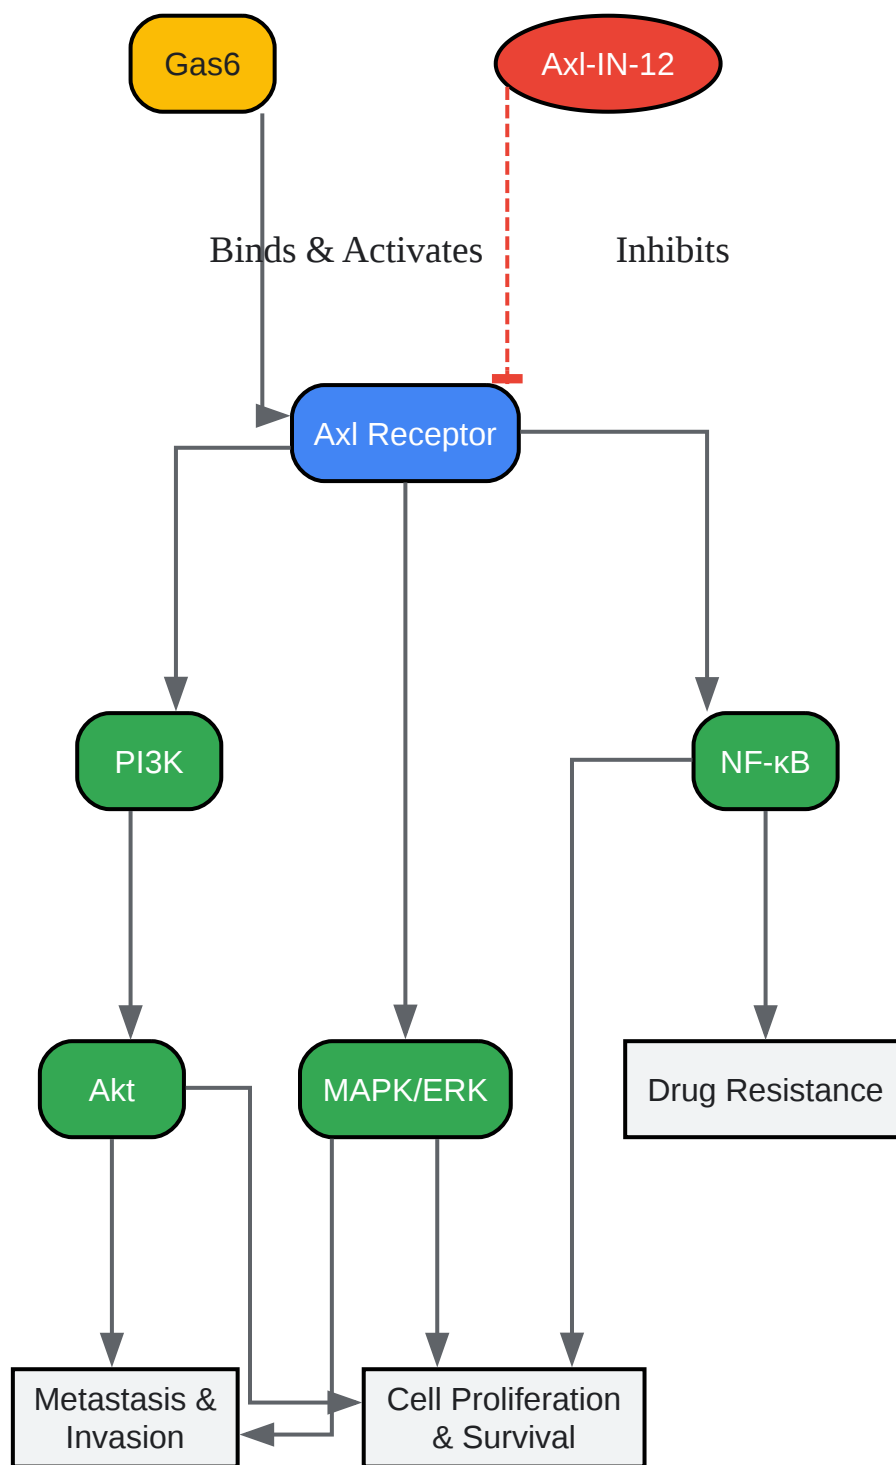 Gas6
Axl-IN-12
Binds & Activates
Inhibits
Axl Receptor
PI3K
NF-κB
Akt
MAPK/ERK
Drug Resistance
Metastasis &
Invasion
Cell Proliferation
& Survival